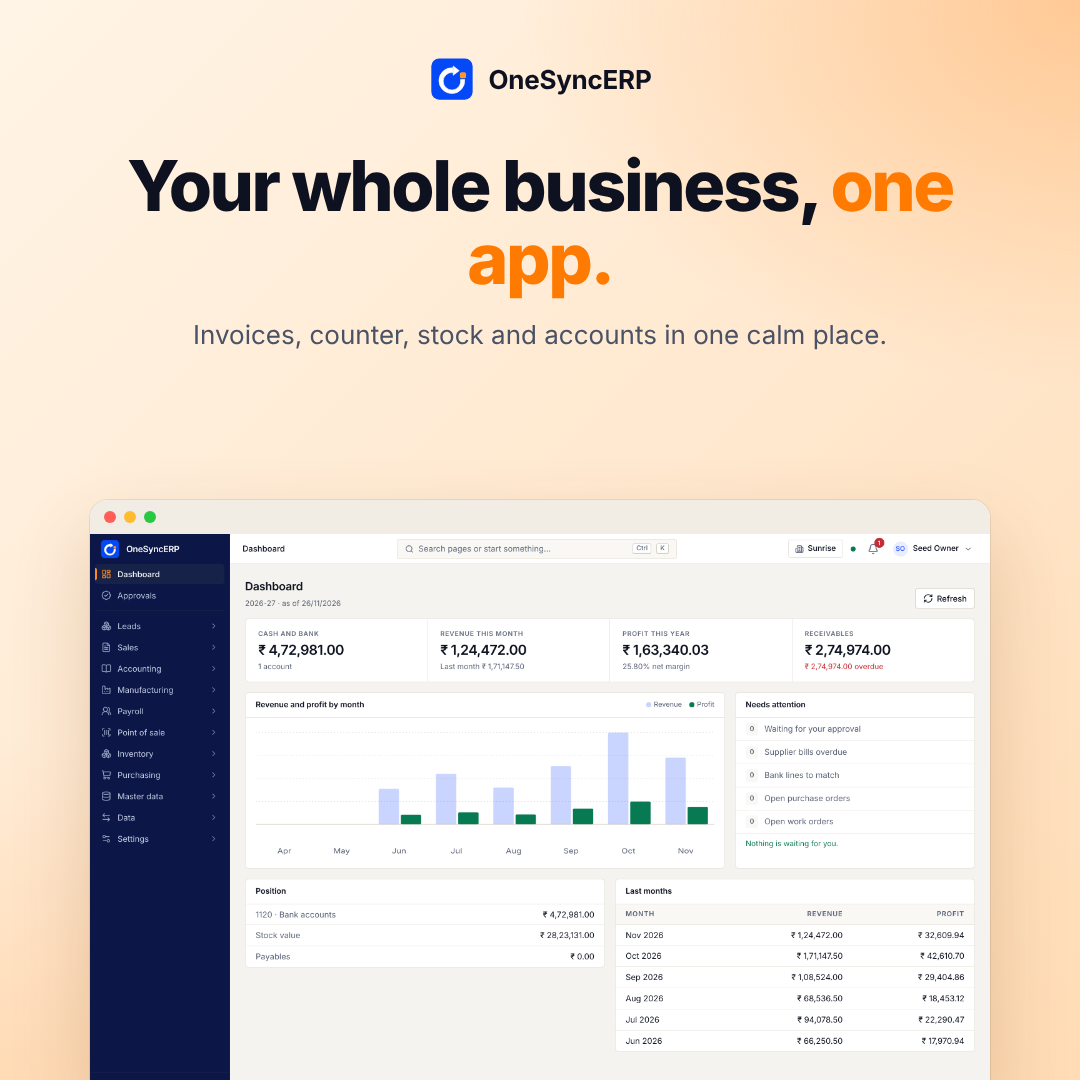 OneSyncERP
Your whole business, one
app.
Invoices, counter, stock and accounts in one calm place.
OneSyncERP
Dashboard
Search pages or start something...
Ctrl K
Sunrise
1
SO
Seed Owner
Dashboard
Approvals
Leads
Sales
Accounting
Manufacturing
Payroll
Point of sale
Inventory
Purchasing
Master data
Data
Settings
Dashboard
2026-27 · as of 26/11/2026
Refresh
CASH AND BANK
₹ 4,72,981.00
1 account
REVENUE THIS MONTH
₹ 1,24,472.00
Last month ₹ 1,71,147.50
PROFIT THIS YEAR
₹ 1,63,340.03
25.80% net margin
RECEIVABLES
₹ 2,74,974.00
₹ 2,74,974.00 overdue
Revenue and profit by month
Revenue Profit
Apr May Jun Jul Aug Sep Oct Nov
Needs attention
0 Waiting for your approval
0 Supplier bills overdue
0 Bank lines to match
0 Open purchase orders
0 Open work orders
Nothing is waiting for you.
Position
1120 · Bank accounts ₹ 4,72,981.00
Stock value ₹ 28,23,131.00
Payables ₹ 0.00
Last months
MONTH REVENUE PROFIT
Nov 2026 ₹ 1,24,472.00 ₹ 32,609.94
Oct 2026 ₹ 1,71,147.50 ₹ 42,610.70
Sep 2026 ₹ 1,08,524.00 ₹ 29,404.86
Aug 2026 ₹ 68,536.50 ₹ 18,453.12
Jul 2026 ₹ 94,078.50 ₹ 22,290.47
Jun 2026 ₹ 66,250.50 ₹ 17,970.94